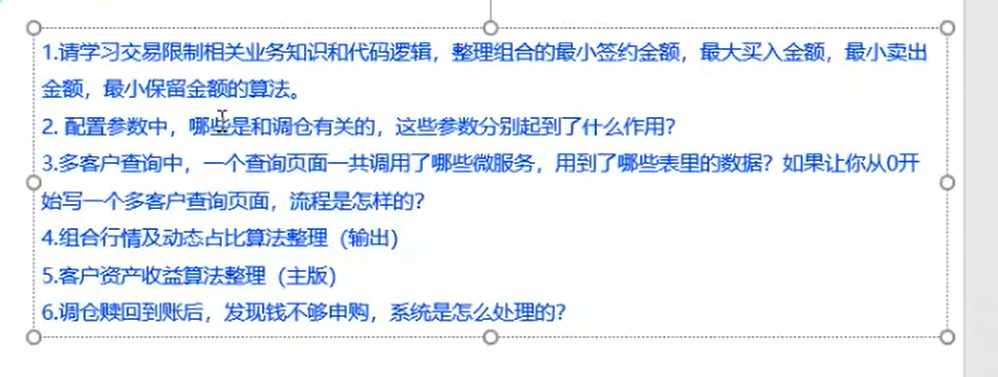 1.请学习交易限制相关业务知识和代码逻辑，整理组合的最小签约金额，最大买入金额，最小卖出
金额，最小保留金额的算法。
2. 配置参数中，哪些是和调仓有关的，这些参数分别起到了什么作用？
3.多客户查询中，一个查询页面一共调用了哪些微服务，用到了哪些表里的数据？如果让你从0开
始写一个多客户查询页面，流程是怎样的？
4.组合行情及动态占比算法整理（输出）
5.客户资产收益算法整理（主版）
6.调仓赎回到账后，发现钱不够申购，系统是怎么处理的？